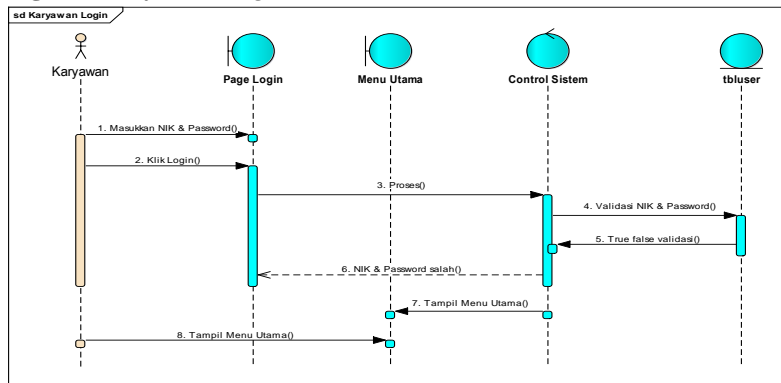 sd Karyawan Login
Karyawan
Page Login
Menu Utama
Control Sistem
tbluser
1. Masukkan NIK & Password()
2. Klik Login()
3. Proses()
4. Validasi NIK & Password()
5. True false validasi()
6. NIK & Password salah()
7. Tampil Menu Utama()
8. Tampil Menu Utama()